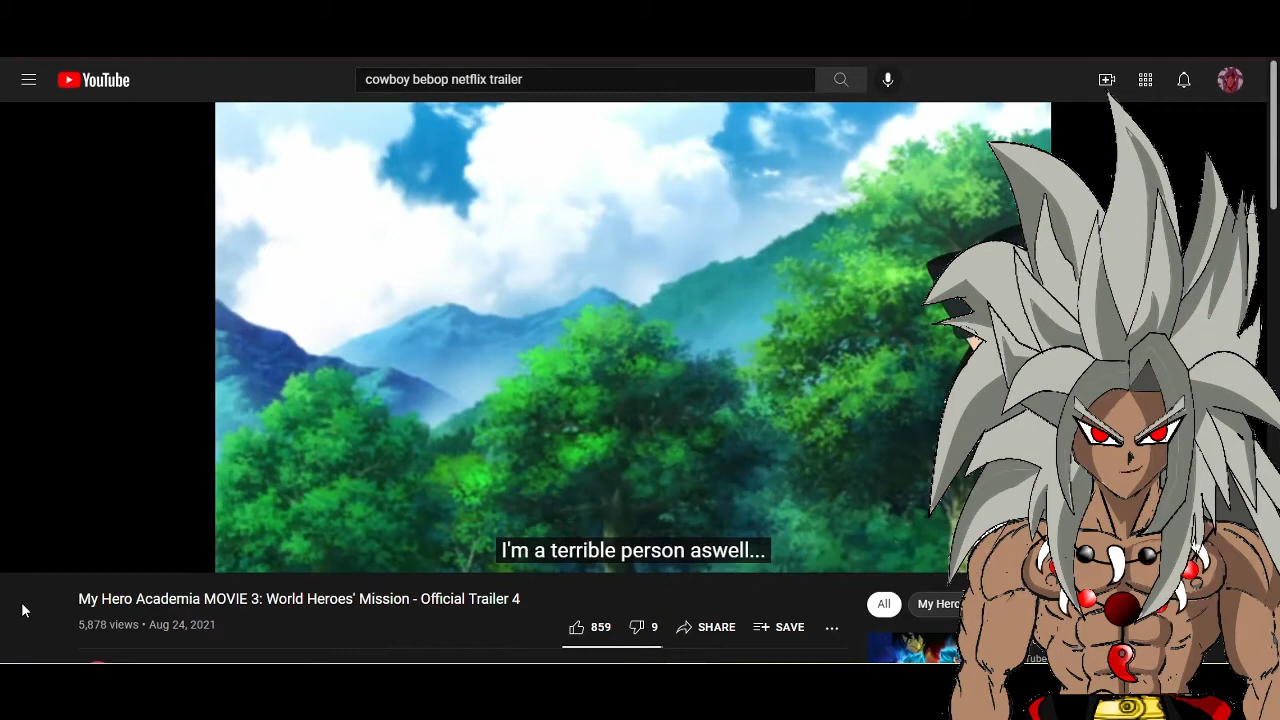 YouTube
cowboy bebop netflix trailer
I'm a terrible person aswell...
My Hero Academia MOVIE 3: World Heroes' Mission - Official Trailer 4
5,878 views • Aug 24, 2021
859
9
SHARE
SAVE
All
My Hero
Tube